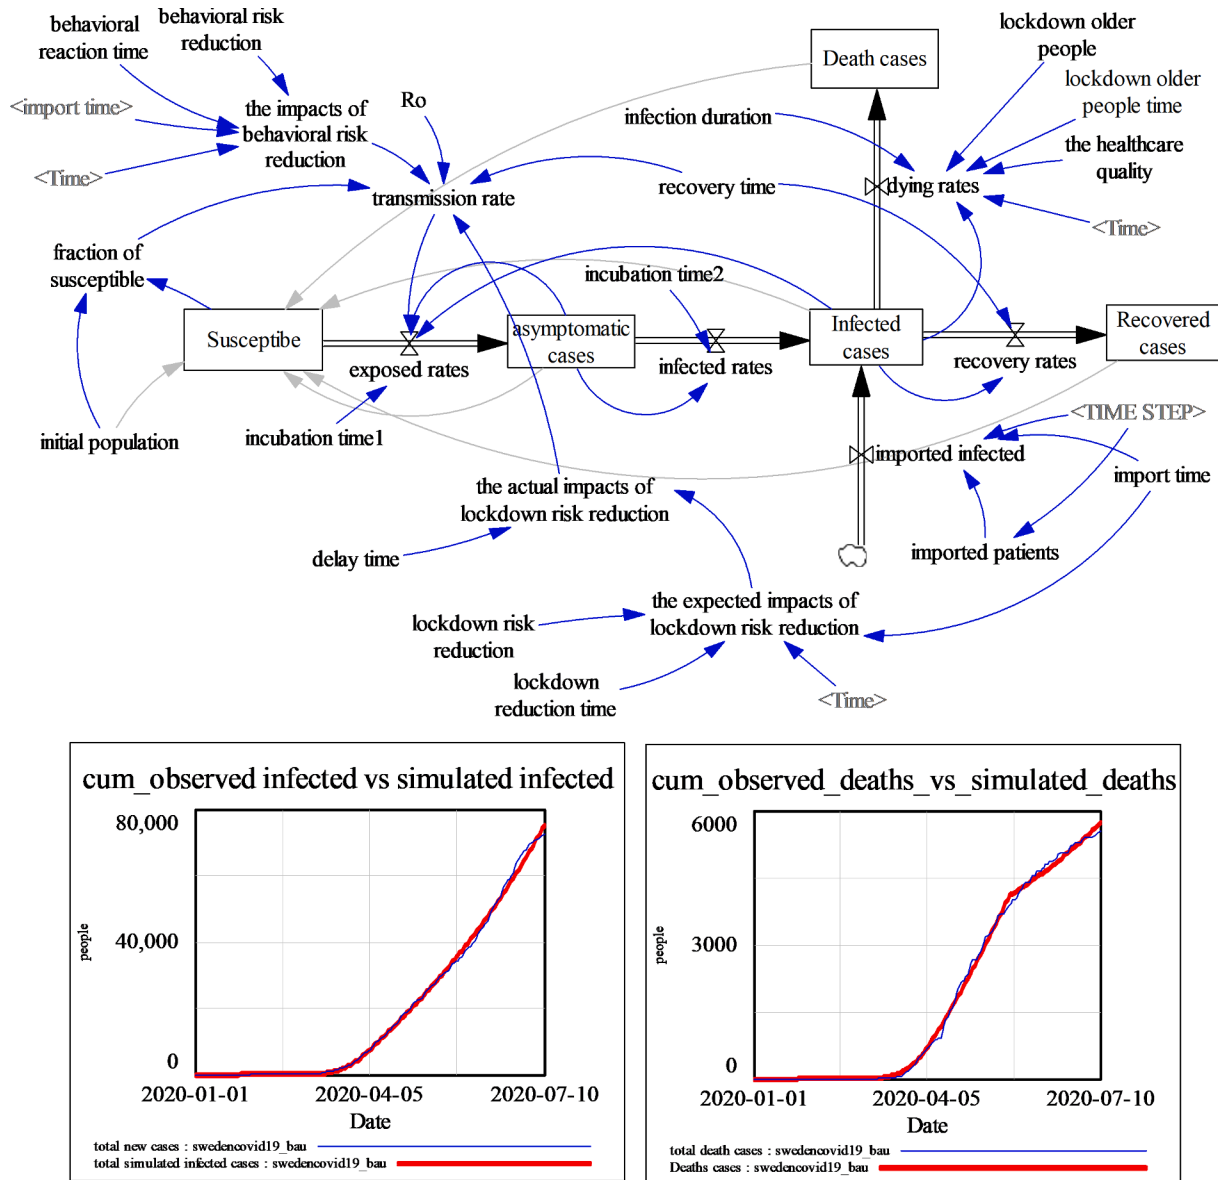 behavioral
reaction time
behavioral risk
reduction
<import time>
the impacts of
behavioral risk
reduction
<Time>
Ro
transmission rate
infection duration
recovery time
Death cases
lockdown older
people
lockdown older
people time
the healthcare
quality
dying rates
<Time>
fraction of
susceptible
incubation time2
Susceptibe
exposed rates
asymptomatic
cases
infected rates
Infected
cases
recovery rates
Recovered
cases
initial population
incubation time1
<TIME STEP>
imported infected
import time
the actual impacts of
lockdown risk reduction
delay time
imported patients
the expected impacts of
lockdown risk reduction
lockdown risk
reduction
lockdown
reduction time
<Time>
cum_observed infected vs simulated infected
80,000
40,000
0
people
2020-01-01
2020-04-05
2020-07-10
Date
total new cases : swedencovid19_bau
total simulated infected cases : swedencovid19_bau
cum_observed_deaths_vs_simulated_deaths
6000
3000
0
people
2020-01-01
2020-04-05
2020-07-10
Date
total death cases : swedencovid19_bau
Deaths cases : swedencovid19_bau